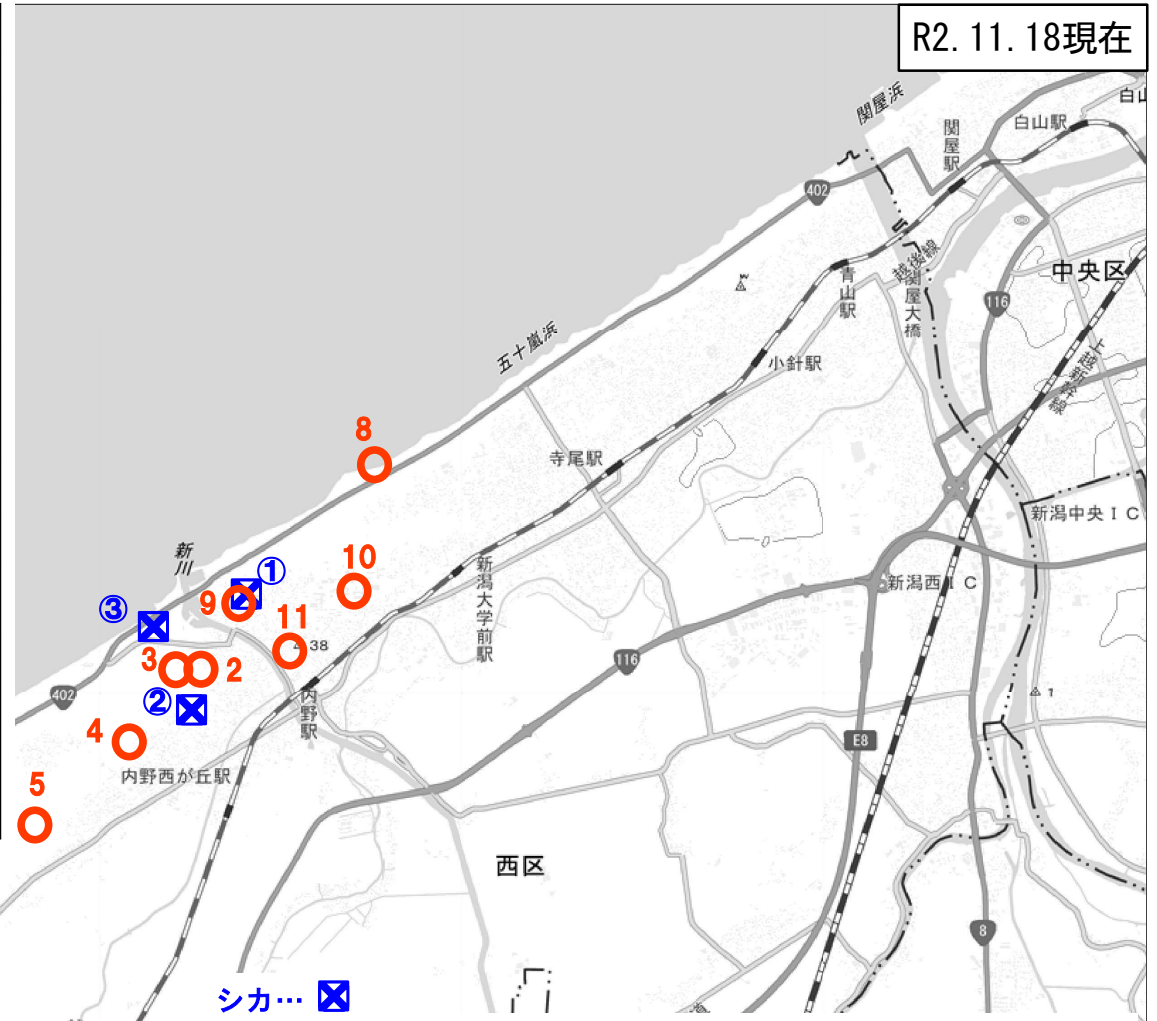 R2.11.18現在
関屋浜
関屋駅
白山駅
白山
402
越後線
青山駅
関屋大橋
中央区
116
上越新幹線
五十嵐浜
小針駅
8
寺尾駅
新潟中央IC
新川
①
10
新潟大学前駅
新潟西IC
③
9
11
38
116
3
2
402
②
内野駅
1
4
E8
内野西が丘駅
5
西区
8
シカ…